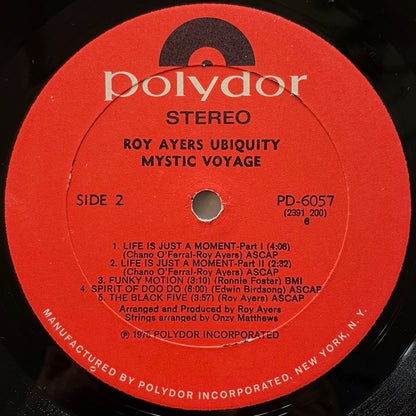 polydor
STEREO
ROY AYERS UBIQUITY
MYSTIC VOYAGE
SIDE 2
PD-6057
(2391 200)
6
1. LIFE IS JUST A MOMENT-Part I (4:06)
(Chano O'Ferral-Roy Ayers) ASCAP
2. LIFE IS JUST A MOMENT-Part II (2:32)
(Chano O'Ferral-Roy Ayers) ASCAP
3. FUNKY MOTION (3:10) (Ronnie Foster) BMI
4. SPIRIT OF DOO DO (6:00) (Edwin Birdsong) ASCAP
5. THE BLACK FIVE (3:57) (Roy Ayers) ASCAP
Arranged and Produced by Roy Ayers
Strings arranged by Onzy Matthews
Ⓟ 1975 POLYDOR INCORPORATED
MANUFACTURED BY POLYDOR INCORPORATED, NEW YORK, N.Y.